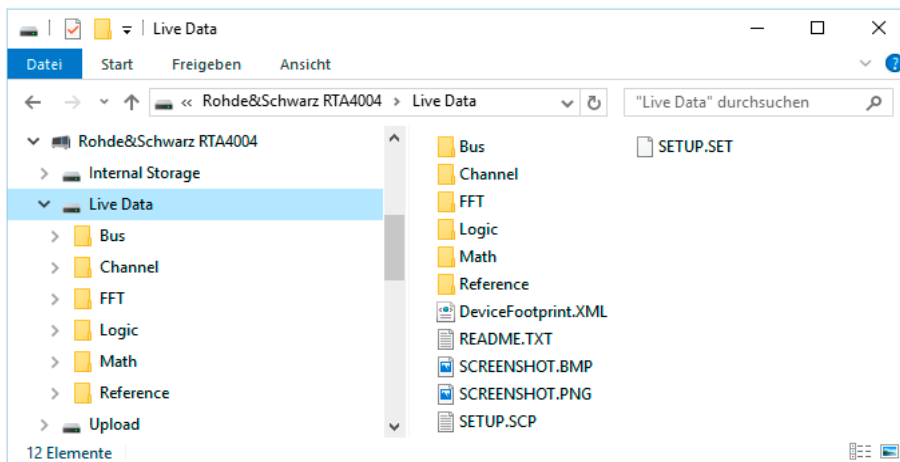 Live Data
Datei Start Freigeben Ansicht ?
« Rohde&Schwarz RTA4004 > Live Data "Live Data" durchsuchen
Rohde&Schwarz RTA4004
Internal Storage
Live Data
Bus
Channel
FFT
Logic
Math
Reference
Upload
Bus
Channel
FFT
Logic
Math
Reference
DeviceFootprint.XML
README.TXT
SCREENSHOT.BMP
SCREENSHOT.PNG
SETUP.SCP
SETUP.SET
12 Elemente